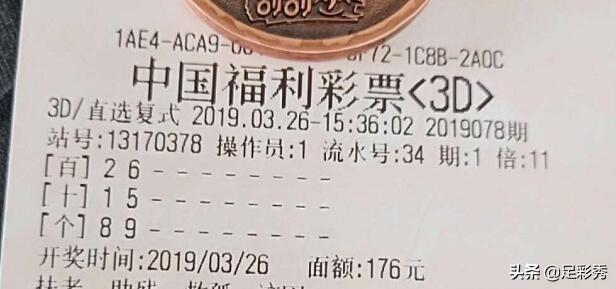 1AE4-ACA9-0
72-1C8B-2A0C
中国福利彩票<3D>
3D/直选复式 2019.03.26-15:36:02 2019078期
站号:13170378 操作员:1 流水号:34 期:1 倍:11
[百] 2 6 - - - - - - - -
[十] 1 5 - - - - - - - -
[个] 8 9 - - - - - - - -
开奖时间:2019/03/26 面额:176元
头条 @足彩秀